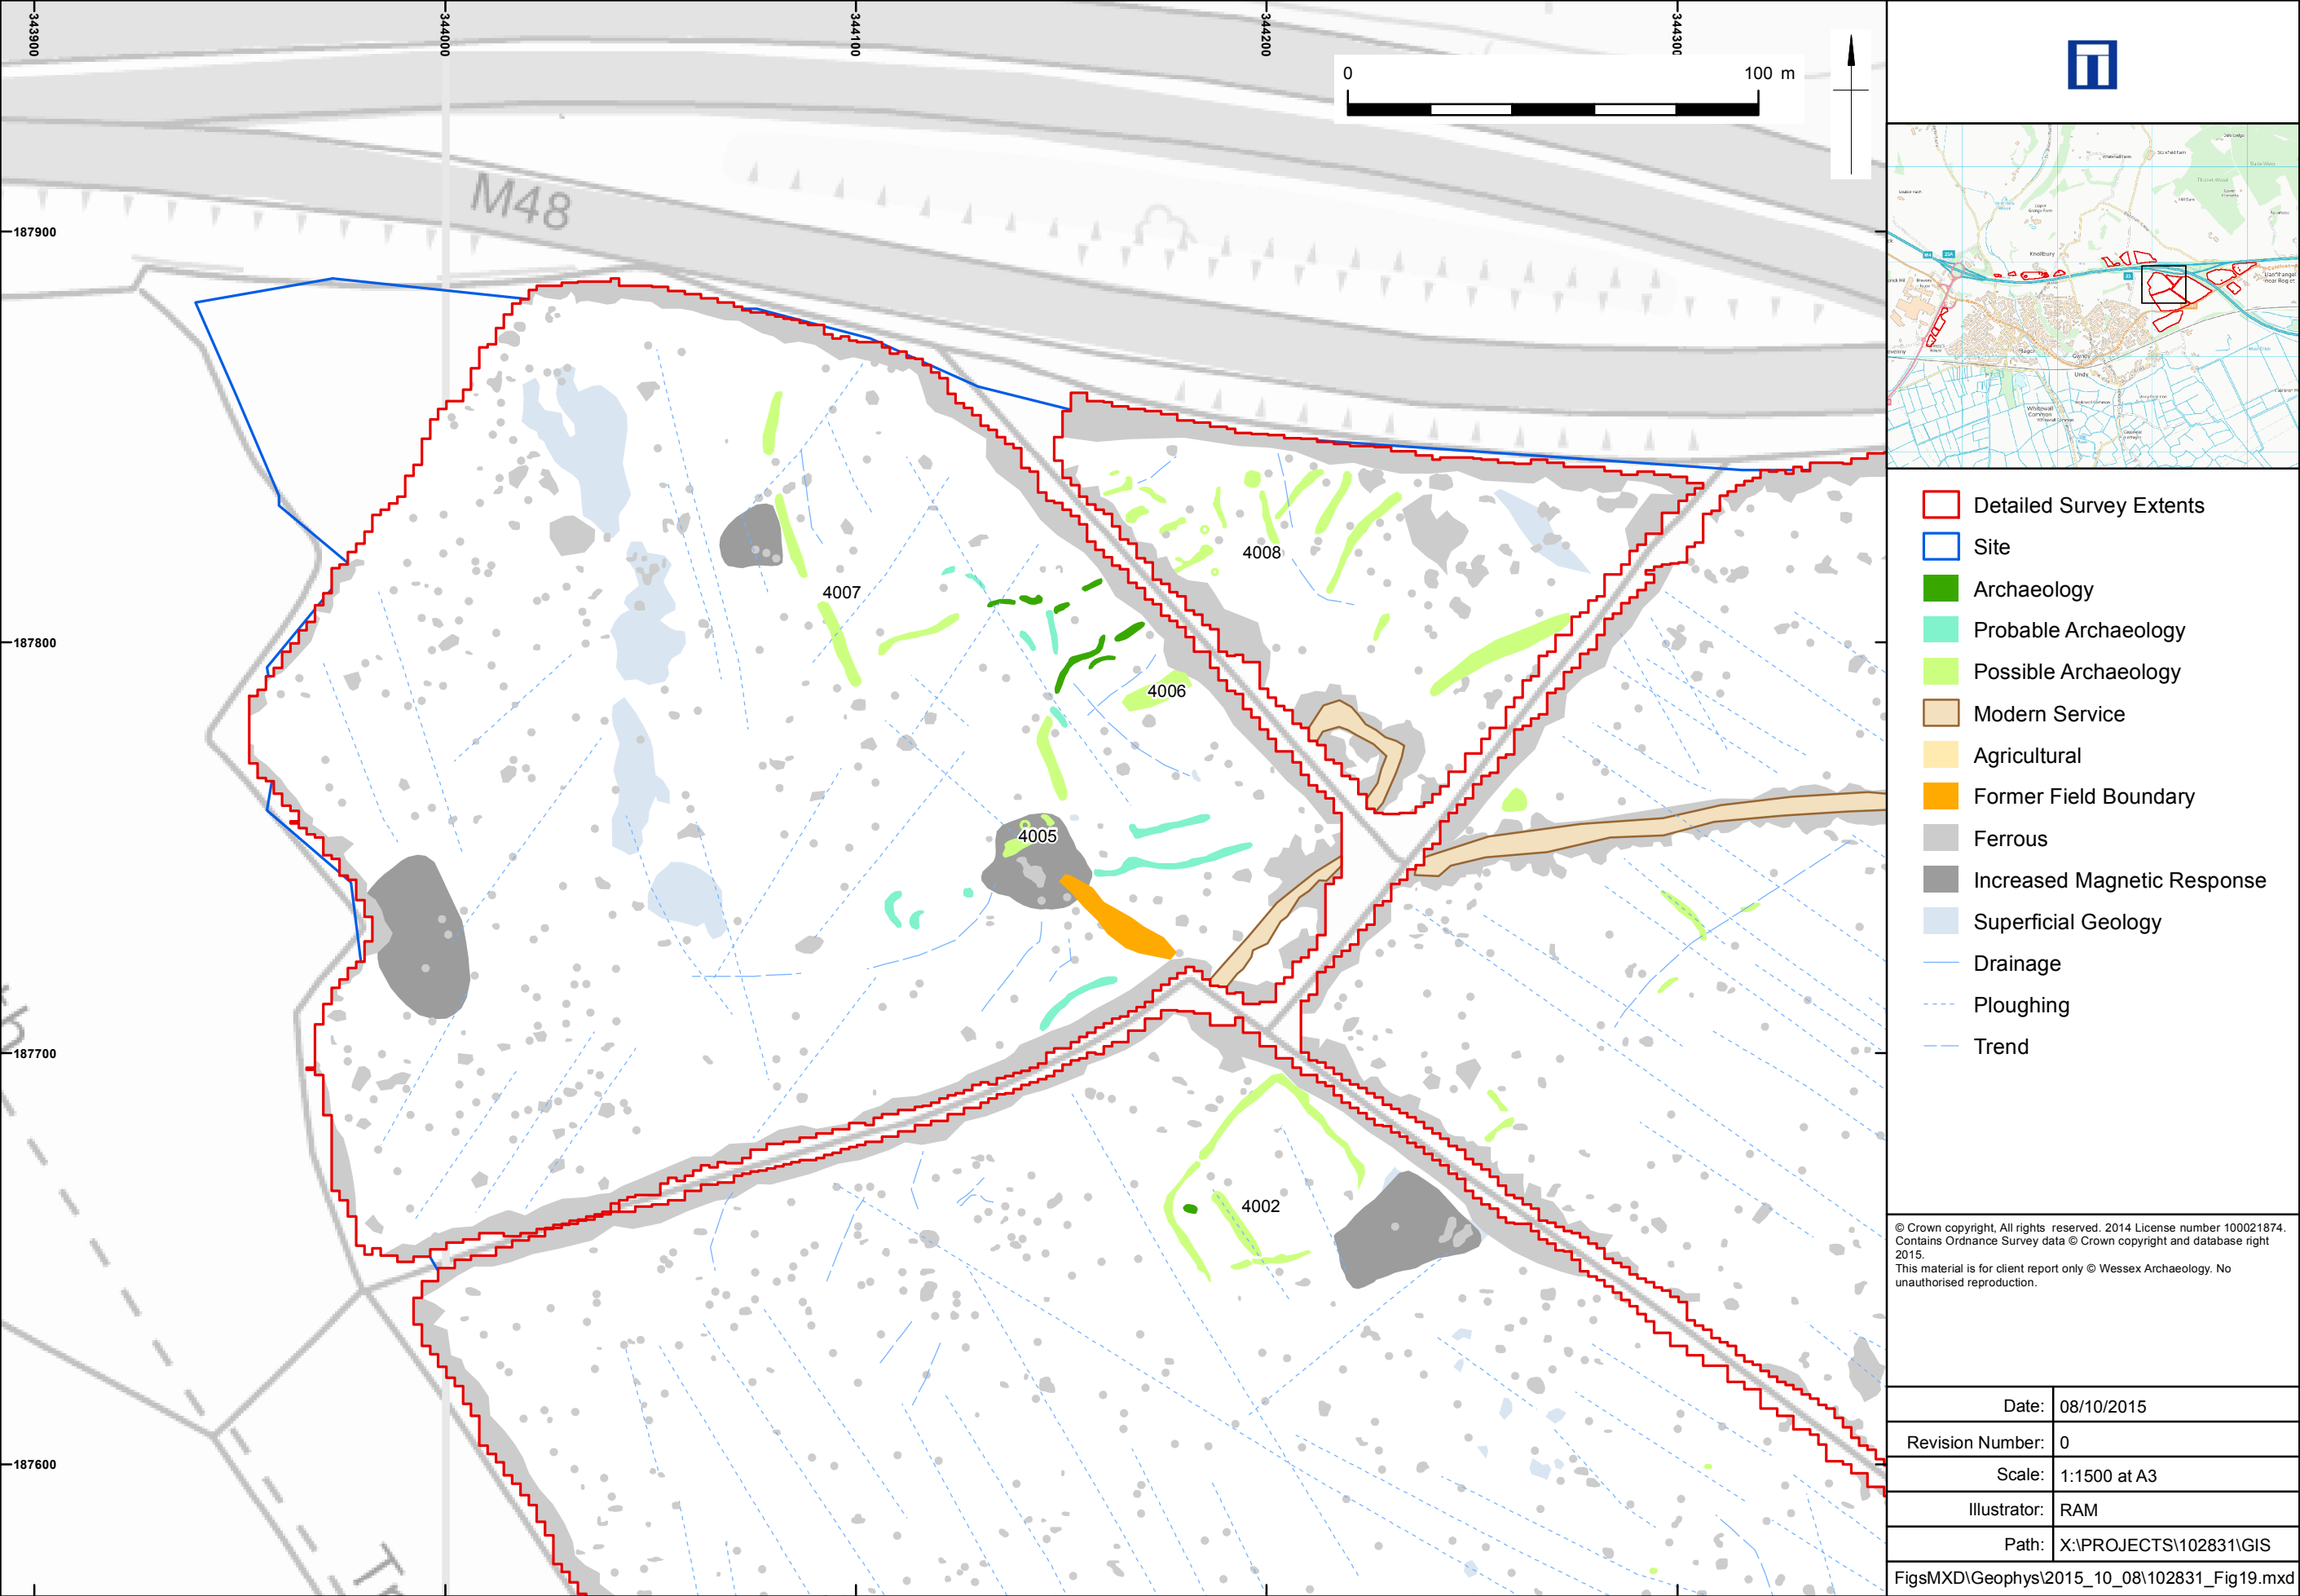 343900
344000
344100
344200
344300
0
100 m
M48
187900
187800
187700
187600
4007
4008
4006
4005
4002
Knollbury
Magor
Undy
Whitewall
Common
Detailed Survey Extents
Site
Archaeology
Probable Archaeology
Possible Archaeology
Modern Service
Agricultural
Former Field Boundary
Ferrous
Increased Magnetic Response
Superficial Geology
Drainage
Ploughing
Trend
© Crown copyright, All rights reserved. 2014 License number 100021874.
Contains Ordnance Survey data © Crown copyright and database right
2015.
This material is for client report only © Wessex Archaeology. No
unauthorised reproduction.
Date: 08/10/2015
Revision Number: 0
Scale: 1:1500 at A3
Illustrator: RAM
Path: X:\PROJECTS\102831\GIS
FigsMXD\Geophys\2015_10_08\102831_Fig19.mxd